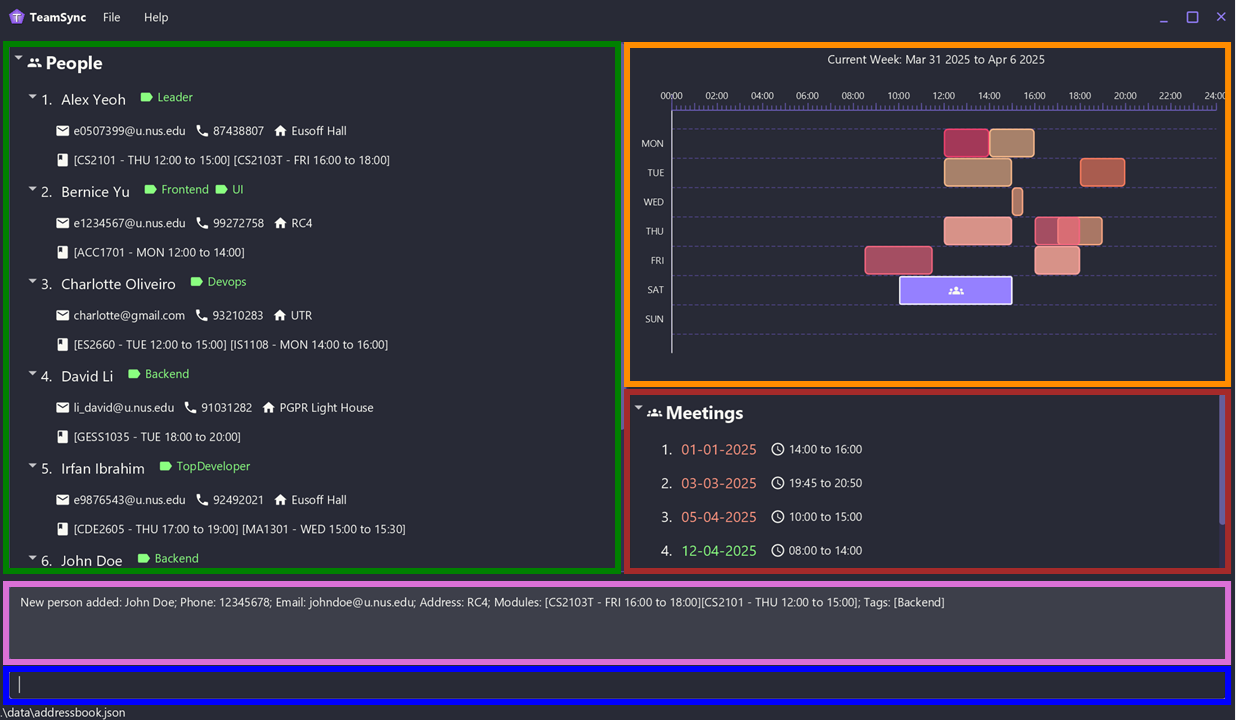 TeamSync File Help
People
1. Alex Yeoh Leader
e0507399@u.nus.edu 87438807 Eusoff Hall
[CS2101 - THU 12:00 to 15:00] [CS2103T - FRI 16:00 to 18:00]
2. Bernice Yu Frontend UI
e1234567@u.nus.edu 99272758 RC4
[ACC1701 - MON 12:00 to 14:00]
3. Charlotte Oliveiro Devops
charlotte@gmail.com 93210283 UTR
[ES2660 - TUE 12:00 to 15:00] [IS1108 - MON 14:00 to 16:00]
4. David Li Backend
li_david@u.nus.edu 91031282 PGPR Light House
[GESS1035 - TUE 18:00 to 20:00]
5. Irfan Ibrahim TopDeveloper
e9876543@u.nus.edu 92492021 Eusoff Hall
[CDE2605 - THU 17:00 to 19:00] [MA1301 - WED 15:00 to 15:30]
6. John Doe Backend
Current Week: Mar 31 2025 to Apr 6 2025
00:00 02:00 04:00 06:00 08:00 10:00 12:00 14:00 16:00 18:00 20:00 22:00 24:00
MON
TUE
WED
THU
FRI
SAT
SUN
Meetings
1. 01-01-2025 14:00 to 16:00
2. 03-03-2025 19:45 to 20:50
3. 05-04-2025 10:00 to 15:00
4. 12-04-2025 08:00 to 14:00
New person added: John Doe; Phone: 12345678; Email: johndoe@u.nus.edu; Address: RC4; Modules: [CS2103T - FRI 16:00 to 18:00][CS2101 - THU 12:00 to 15:00]; Tags: [Backend]
.\data\addressbook.json